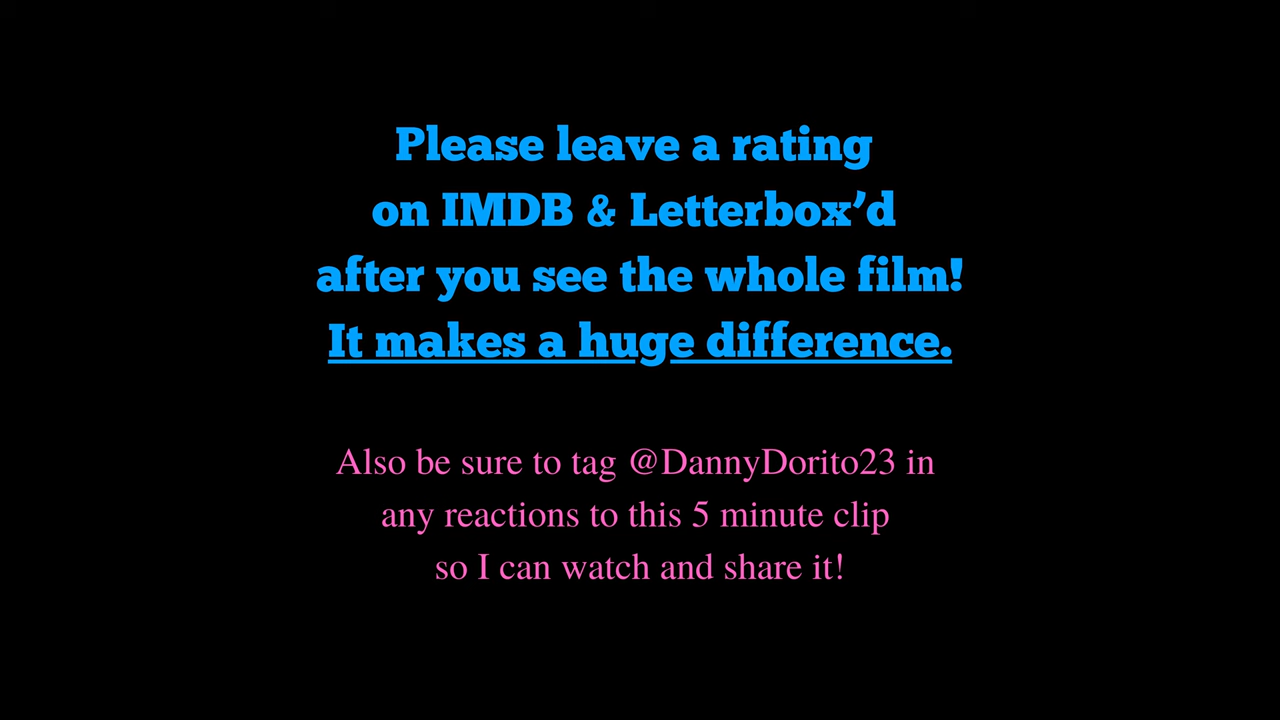 Please leave a rating
on IMDB & Letterbox’d
after you see the whole film!
It makes a huge difference.
Also be sure to tag @DannyDorito23 in
any reactions to this 5 minute clip
so I can watch and share it!